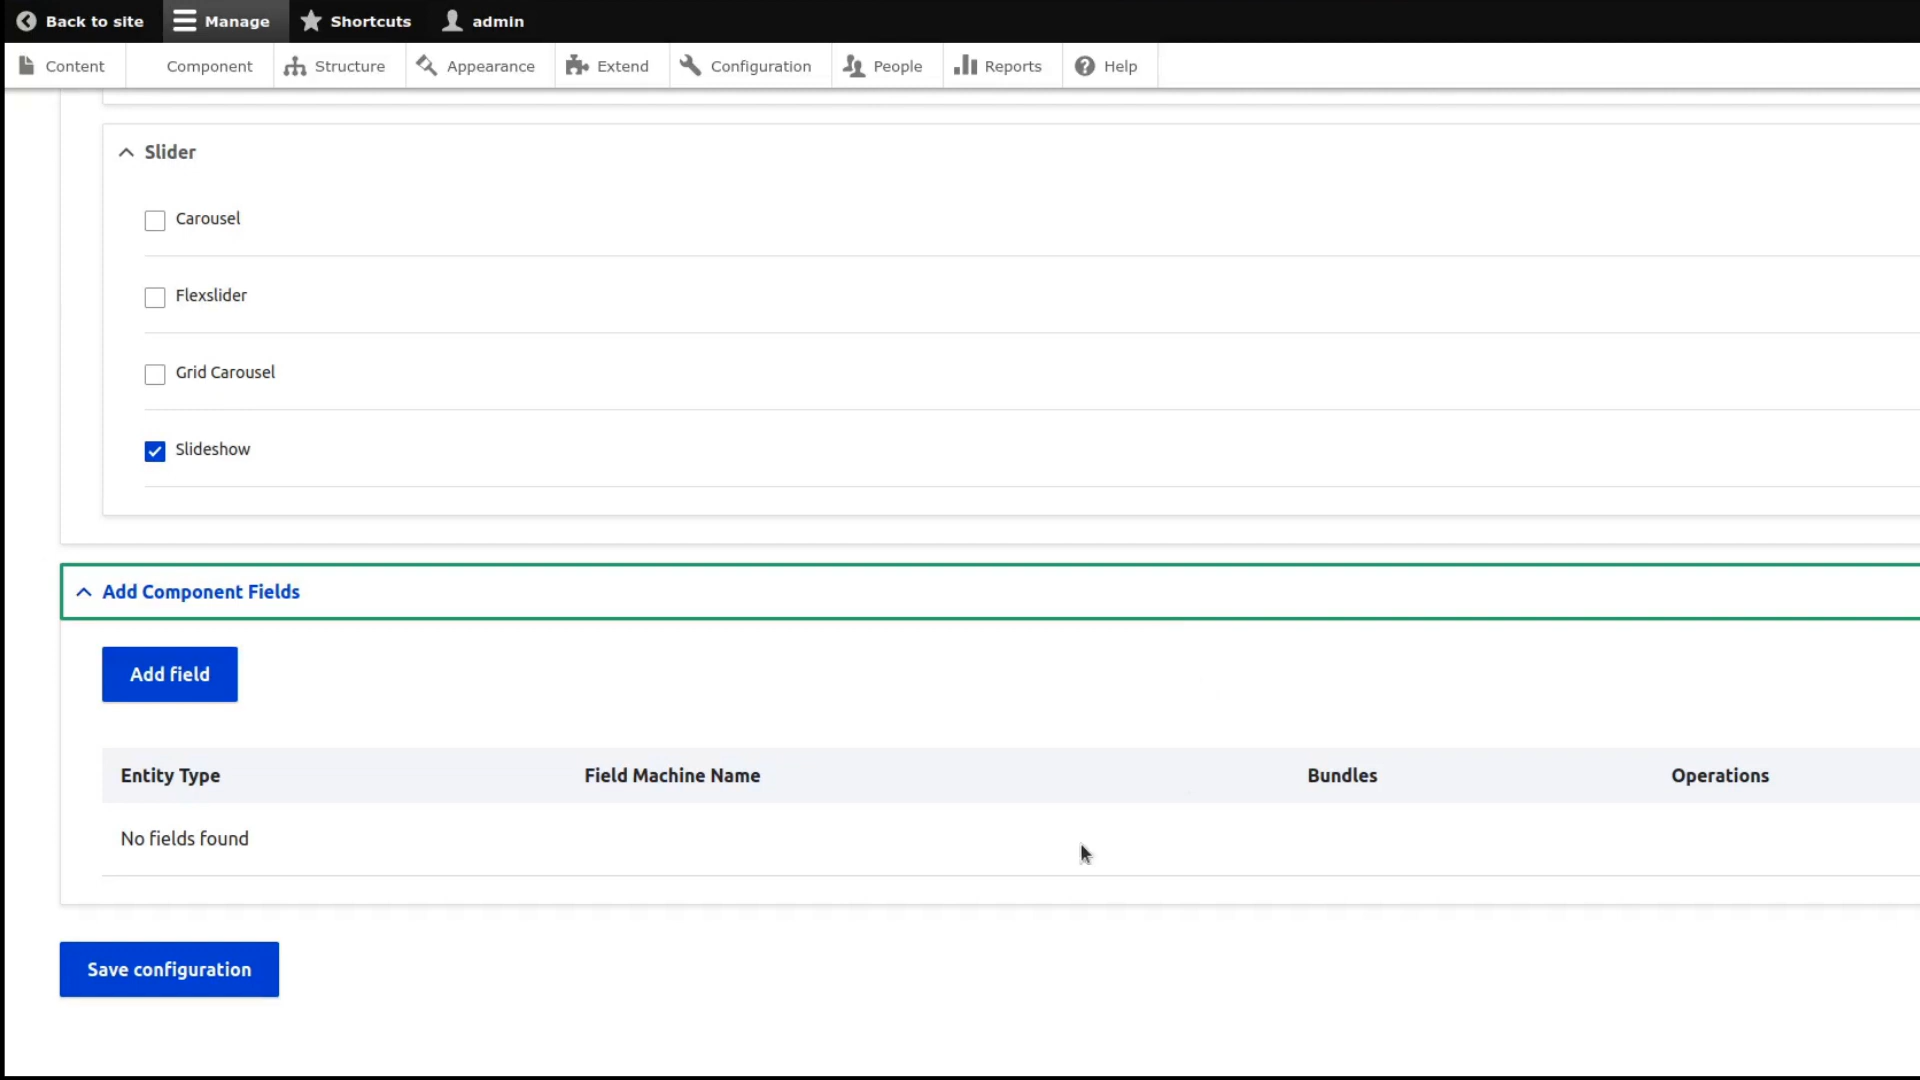 Back to site Manage Shortcuts admin
Content Component Structure Appearance Extend Configuration People Reports Help
Slider
Carousel
Flexslider
Grid Carousel
Slideshow
Add Component Fields
Add field
Entity Type Field Machine Name Bundles Operations
No fields found
Save configuration